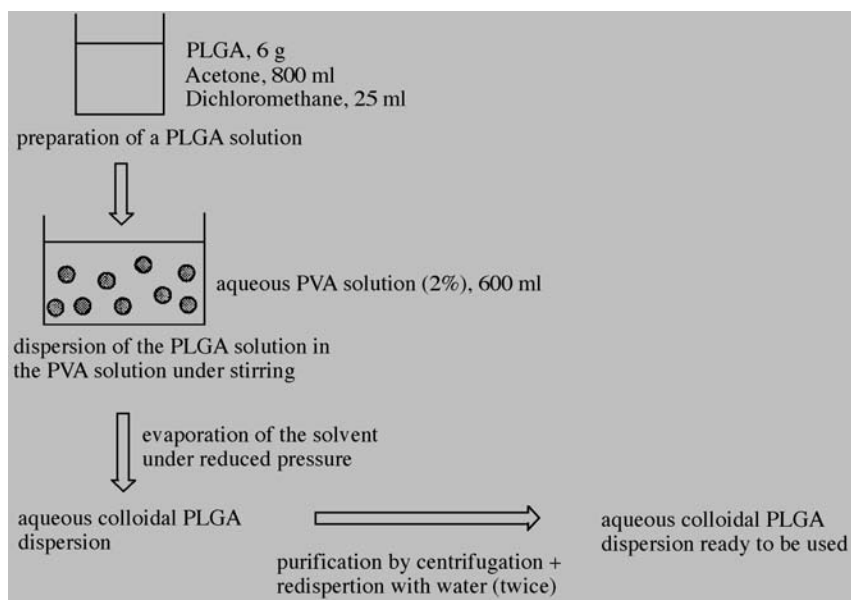 PLGA, 6 g
Acetone, 800 ml
Dichloromethane, 25 ml
preparation of a PLGA solution
aqueous PVA solution (2%), 600 ml
dispersion of the PLGA solution in
the PVA solution under stirring
evaporation of the solvent
under reduced pressure
aqueous colloidal PLGA
dispersion
purification by centrifugation +
redispertion with water (twice)
aqueous colloidal PLGA
dispersion ready to be used